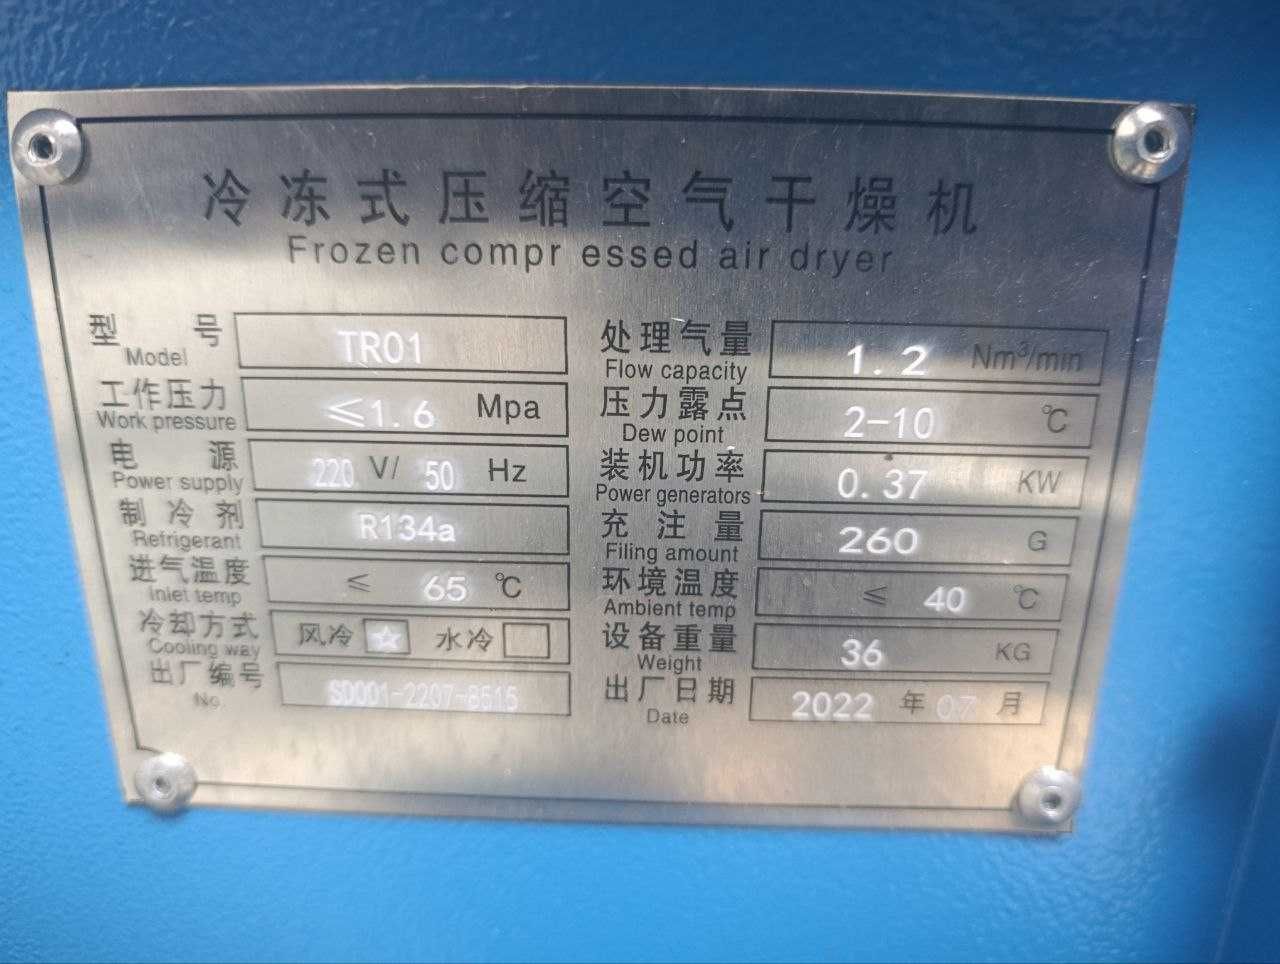 冷冻式压缩空气干燥机
Frozen compr essed air dryer
型 号 TR01
Model
处理气量 1.2 Nm³/min
Flow capacity
工作压力 ≤1.6 Mpa
Work pressure
压力露点 2-10 ℃
Dew point
电 源 220 V/ 50 Hz
Power supply
装机功率 0.37 KW
Power generators
制冷剂 R134a
Refrigerant
充注量 260 G
Filing amount
进气温度 ≤ 65 ℃
Inlet temp
环境温度 ≤ 40 ℃
Ambient temp
冷却方式 风冷 ☆ 水冷
Cooling way
设备重量 36 KG
Weight
出厂编号 SD001-2207-8515
No.
出厂日期 2022 年 07 月
Date